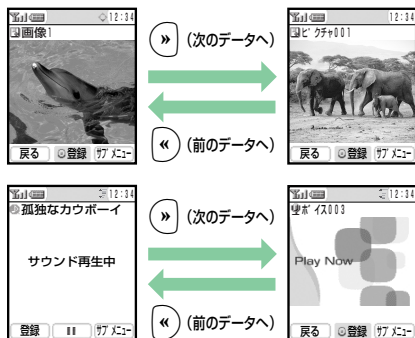 12:34
画像1
戻る
登録
サブメニュー
» (次のデータへ)
« (前のデータへ)
12:34
ピクチャ001
戻る
登録
サブメニュー
12:34
孤独なカウボーイ
サウンド再生中
登録
サブメニュー
» (次のデータへ)
« (前のデータへ)
12:34
ボイス003
Play Now
戻る
登録
サブメニュー